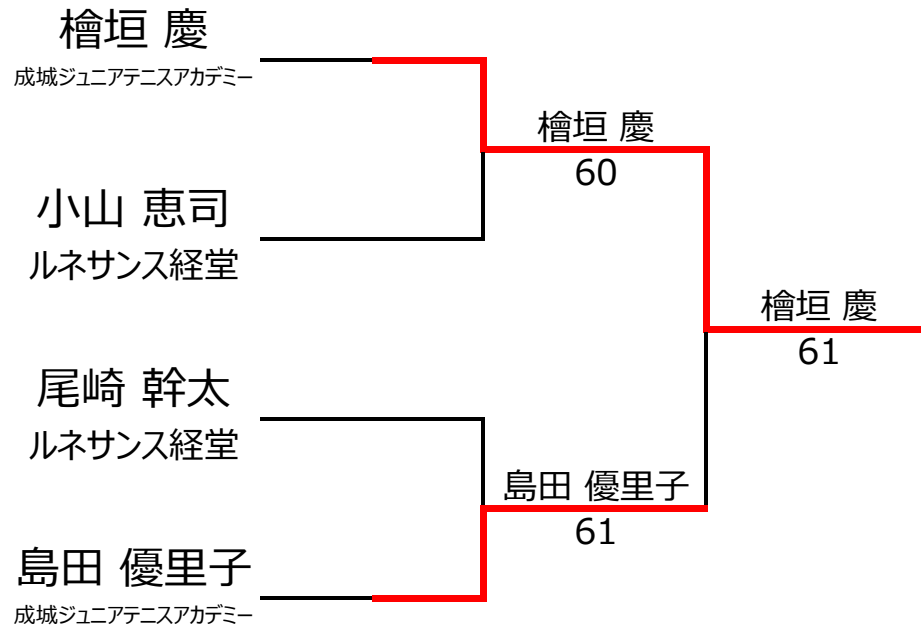 檜垣 慶
成城ジュニアテニスアカデミー
小山 恵司
ルネサンス経堂
尾崎 幹太
ルネサンス経堂
島田 優里子
成城ジュニアテニスアカデミー
檜垣 慶
60
島田 優里子
61
檜垣 慶
61